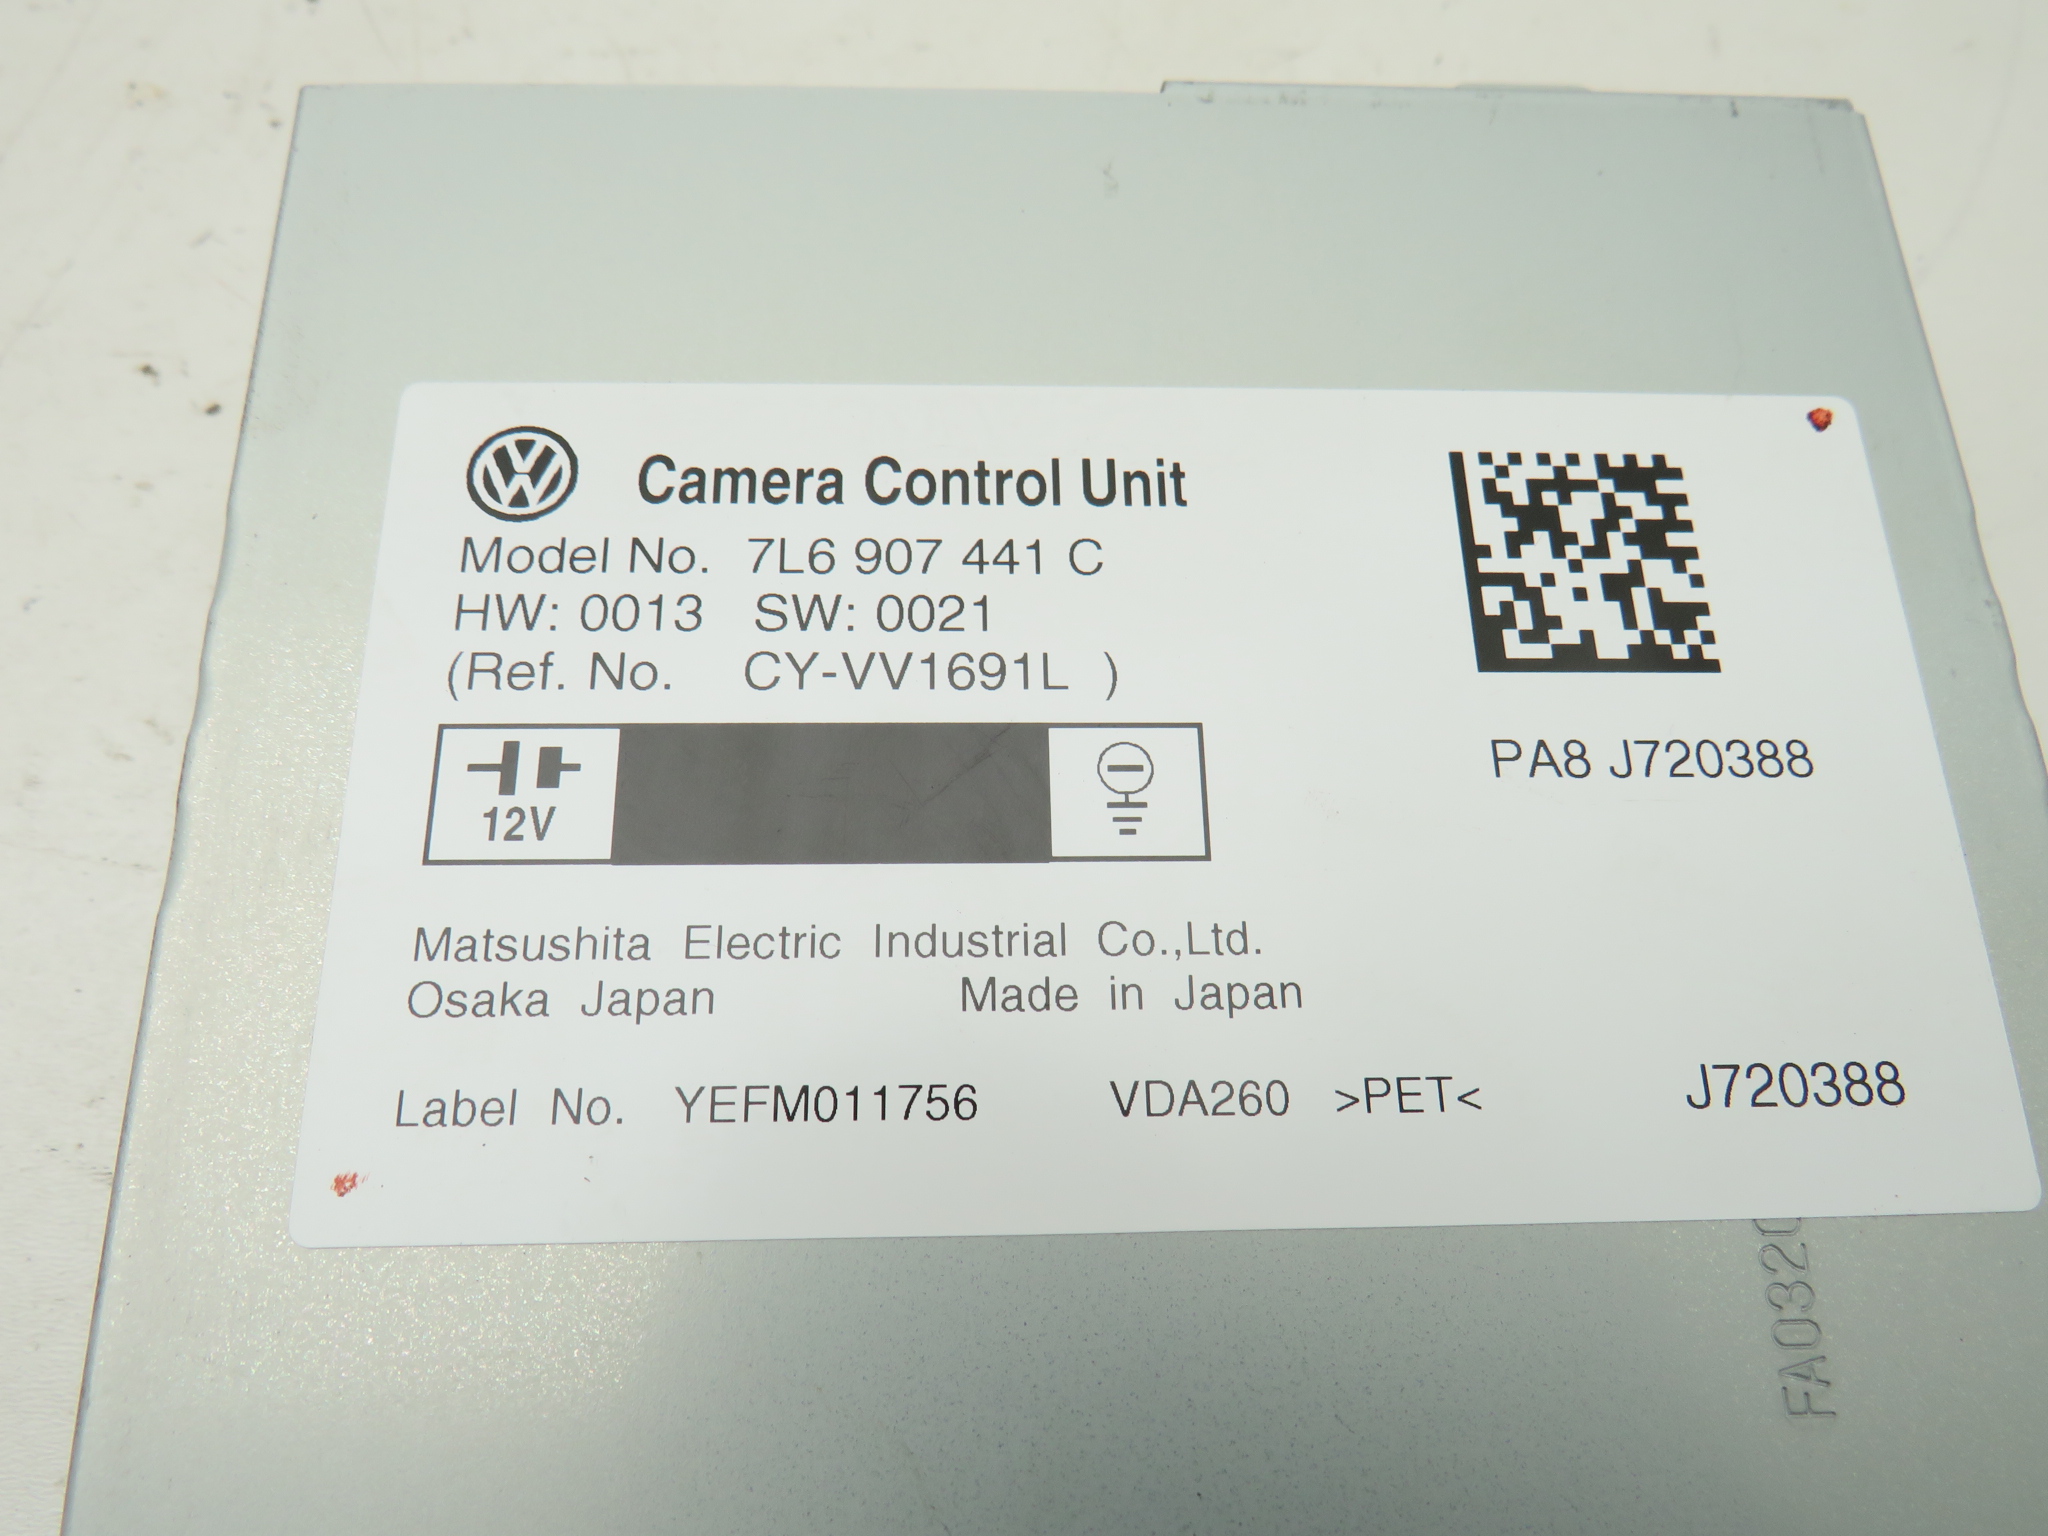 Camera Control Unit
Model No. 7L6 907 441 C
HW: 0013 SW: 0021
(Ref. No. CY-VV1691L )
12V
PA8 J720388
Matsushita Electric Industrial Co.,Ltd.
Osaka Japan Made in Japan
Label No. YEFM011756 VDA260 >PET< J720388
FA0320